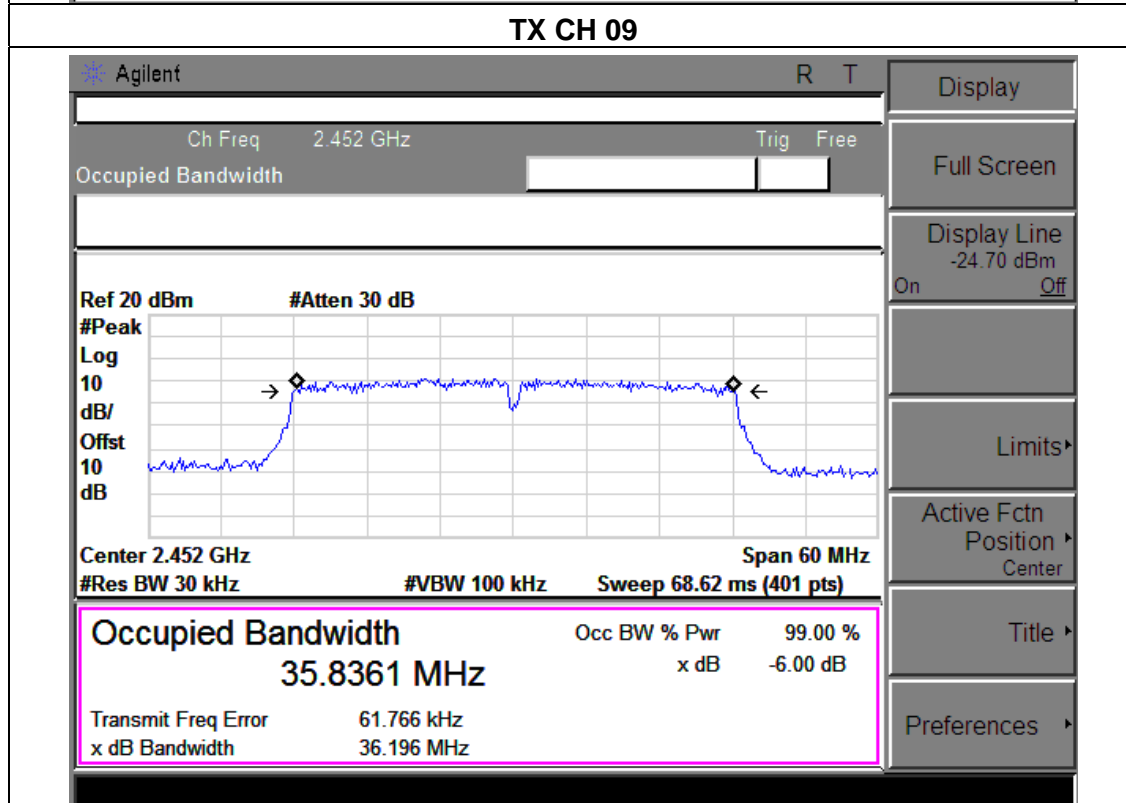 TX CH 09
Agilent R T
Ch Freq 2.452 GHz Trig Free
Occupied Bandwidth
Ref 20 dBm #Atten 30 dB
#Peak
Log
10
dB/
Offst
10
dB
Center 2.452 GHz Span 60 MHz
#Res BW 30 kHz #VBW 100 kHz Sweep 68.62 ms (401 pts)
Occupied Bandwidth Occ BW % Pwr 99.00 %
35.8361 MHz x dB -6.00 dB
Transmit Freq Error 61.766 kHz
x dB Bandwidth 36.196 MHz
Display
Full Screen
Display Line
-24.70 dBm
On Off
Limits
Active Fctn
Position
Center
Title
Preferences